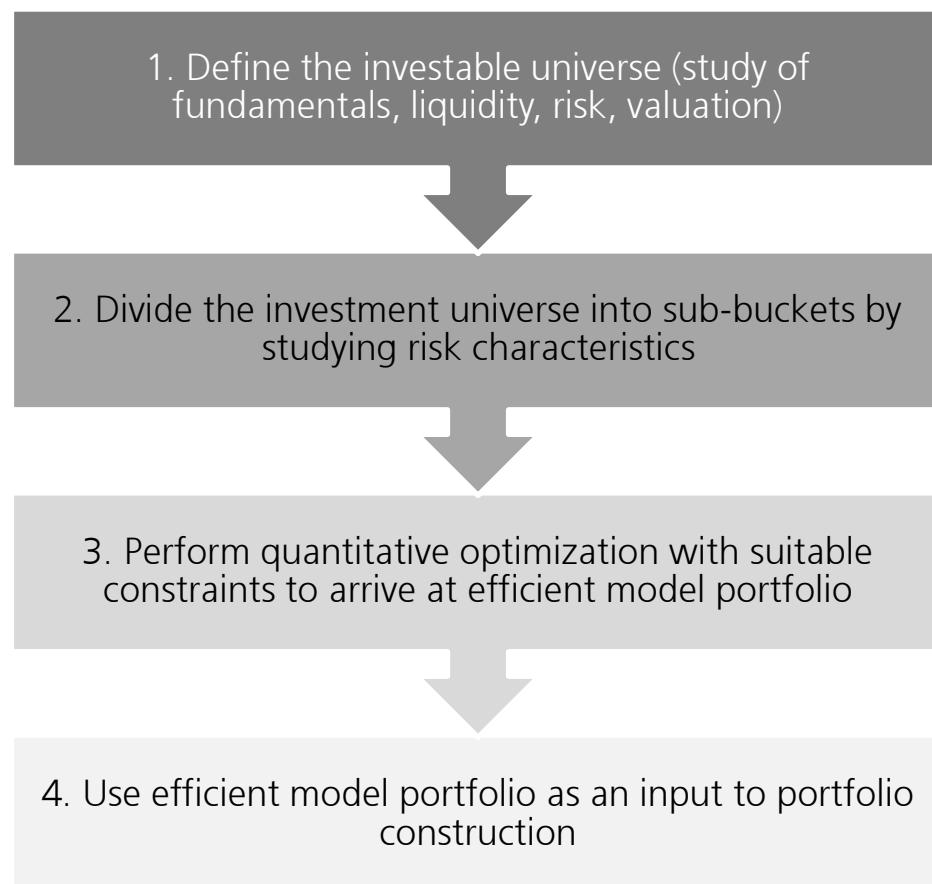 1. Define the investable universe (study of
fundamentals, liquidity, risk, valuation)
2. Divide the investment universe into sub-buckets by
studying risk characteristics
3. Perform quantitative optimization with suitable
constraints to arrive at efficient model portfolio
4. Use efficient model portfolio as an input to portfolio
construction